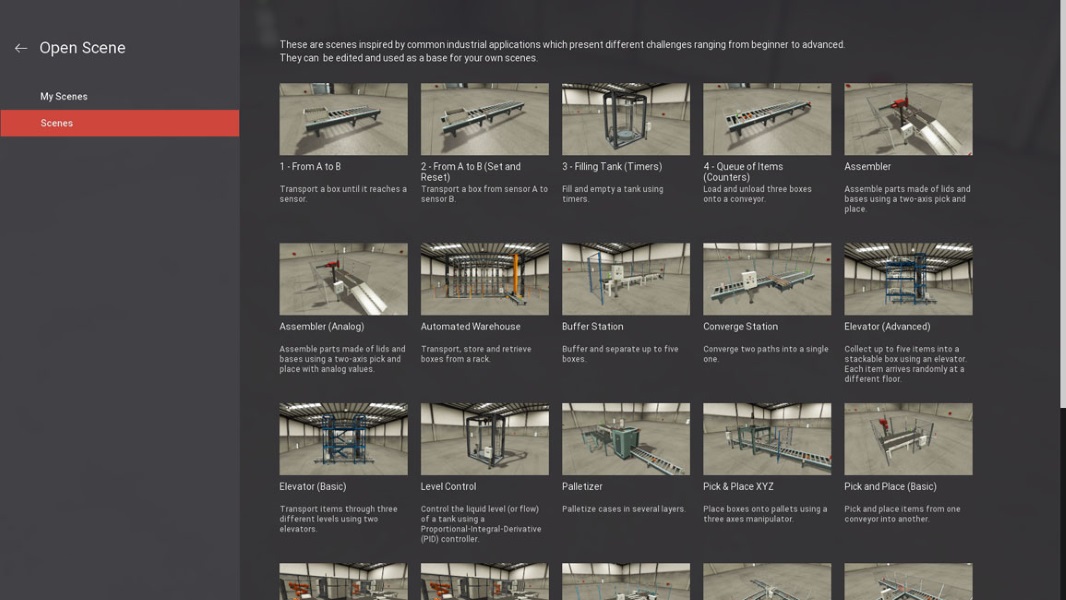 Open Scene
My Scenes
Scenes
These are scenes inspired by common industrial applications which present different challenges ranging from beginner to advanced.
They can be edited and used as a base for your own scenes.
1 - From A to B
Transport a box until it reaches a
sensor.
2 - From A to B (Set and
Reset)
Transport a box from sensor A to
sensor B.
3 - Filling Tank (Timers)
Fill and empty a tank using
timers.
4 - Queue of Items
(Counters)
Load and unload three boxes
onto a conveyor.
Assembler
Assemble parts made of lids and
bases using a two-axis pick and
place.
Assembler (Analog)
Assemble parts made of lids and
bases using a two-axis pick and
place with analog values.
Automated Warehouse
Transport, store and retrieve
boxes from a rack.
Buffer Station
Buffer and separate up to five
boxes.
Converge Station
Converge two paths into a single
one.
Elevator (Advanced)
Collect up to five items into a
stackable box using an elevator.
Each item arrives randomly at a
different floor.
Elevator (Basic)
Transport items through three
different levels using two
elevators.
Level Control
Control the liquid level (or flow)
of a tank using a
Proportional-Integral-Derivative
(PID) controller.
Palletizer
Palletize cases in several layers.
Pick & Place XYZ
Place boxes onto pallets using a
three axes manipulator.
Pick and Place (Basic)
Pick and place items from one
conveyor into another.